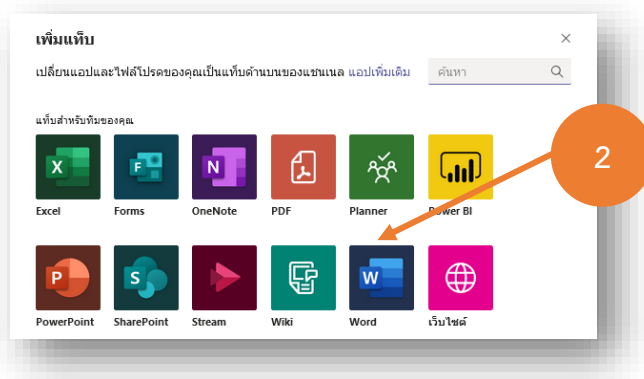 เพิ่มแท็บ
เปลี่ยนแอปและไฟล์โปรดของคุณเป็นแท็บด้านบนของแชนเนล แอปเพิ่มเติม
ค้นหา
แท็บสำหรับทีมของคุณ
2
X F N
Excel Forms OneNote PDF Planner Power BI
P S W
PowerPoint SharePoint Stream Wiki Word เว็บไซต์